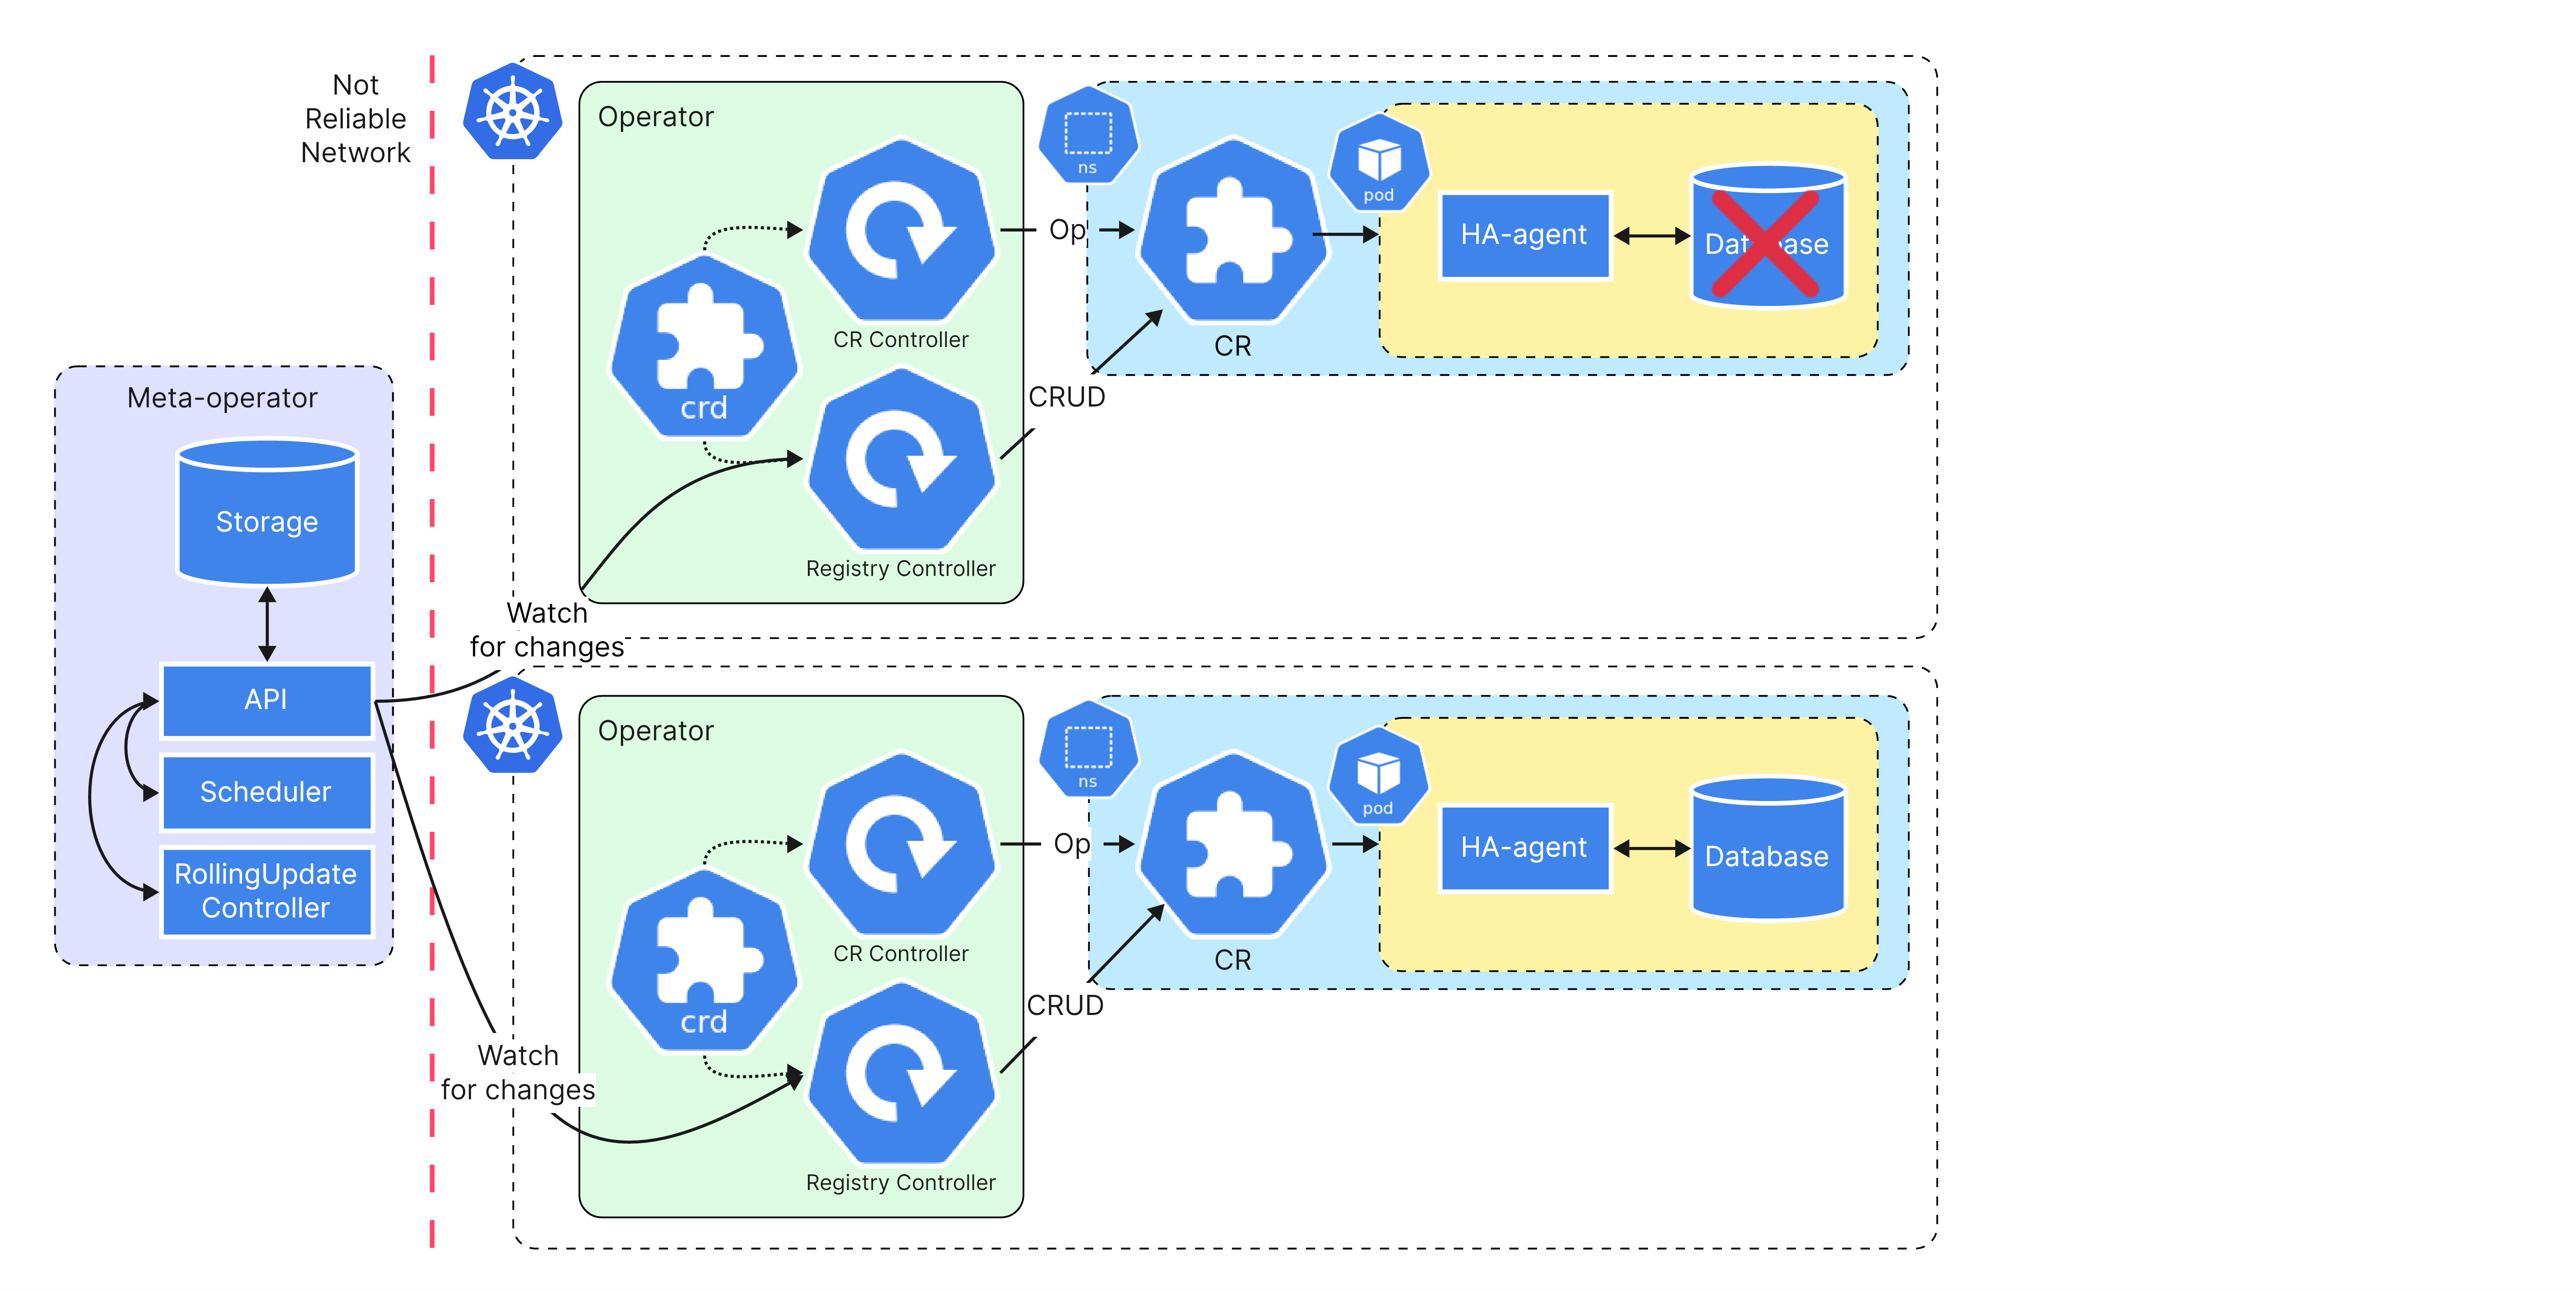 Not
Reliable
Network
Meta-operator
Storage
API
Scheduler
RollingUpdate
Controller
Watch
for changes
Watch
for changes
Operator
crd
CR Controller
Registry Controller
Op
CRUD
ns
CR
pod
HA-agent
Database
Operator
crd
CR Controller
Registry Controller
Op
CRUD
ns
CR
pod
HA-agent
Database